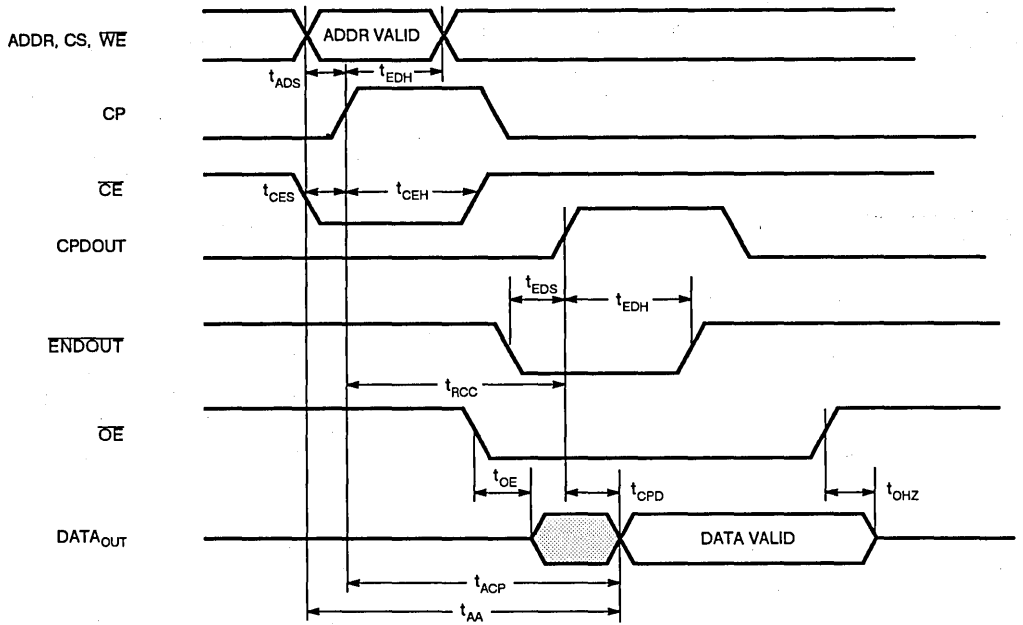 ADDR, CS, WE
ADDR VALID
tADS
tEDH
CP
CE
tCES
tCEH
CPDOUT
tEDS
tEDH
ENDOUT
tRCC
OE
tOE
tCPD
tOHZ
DATAOUT
DATA VALID
tACP
tAA